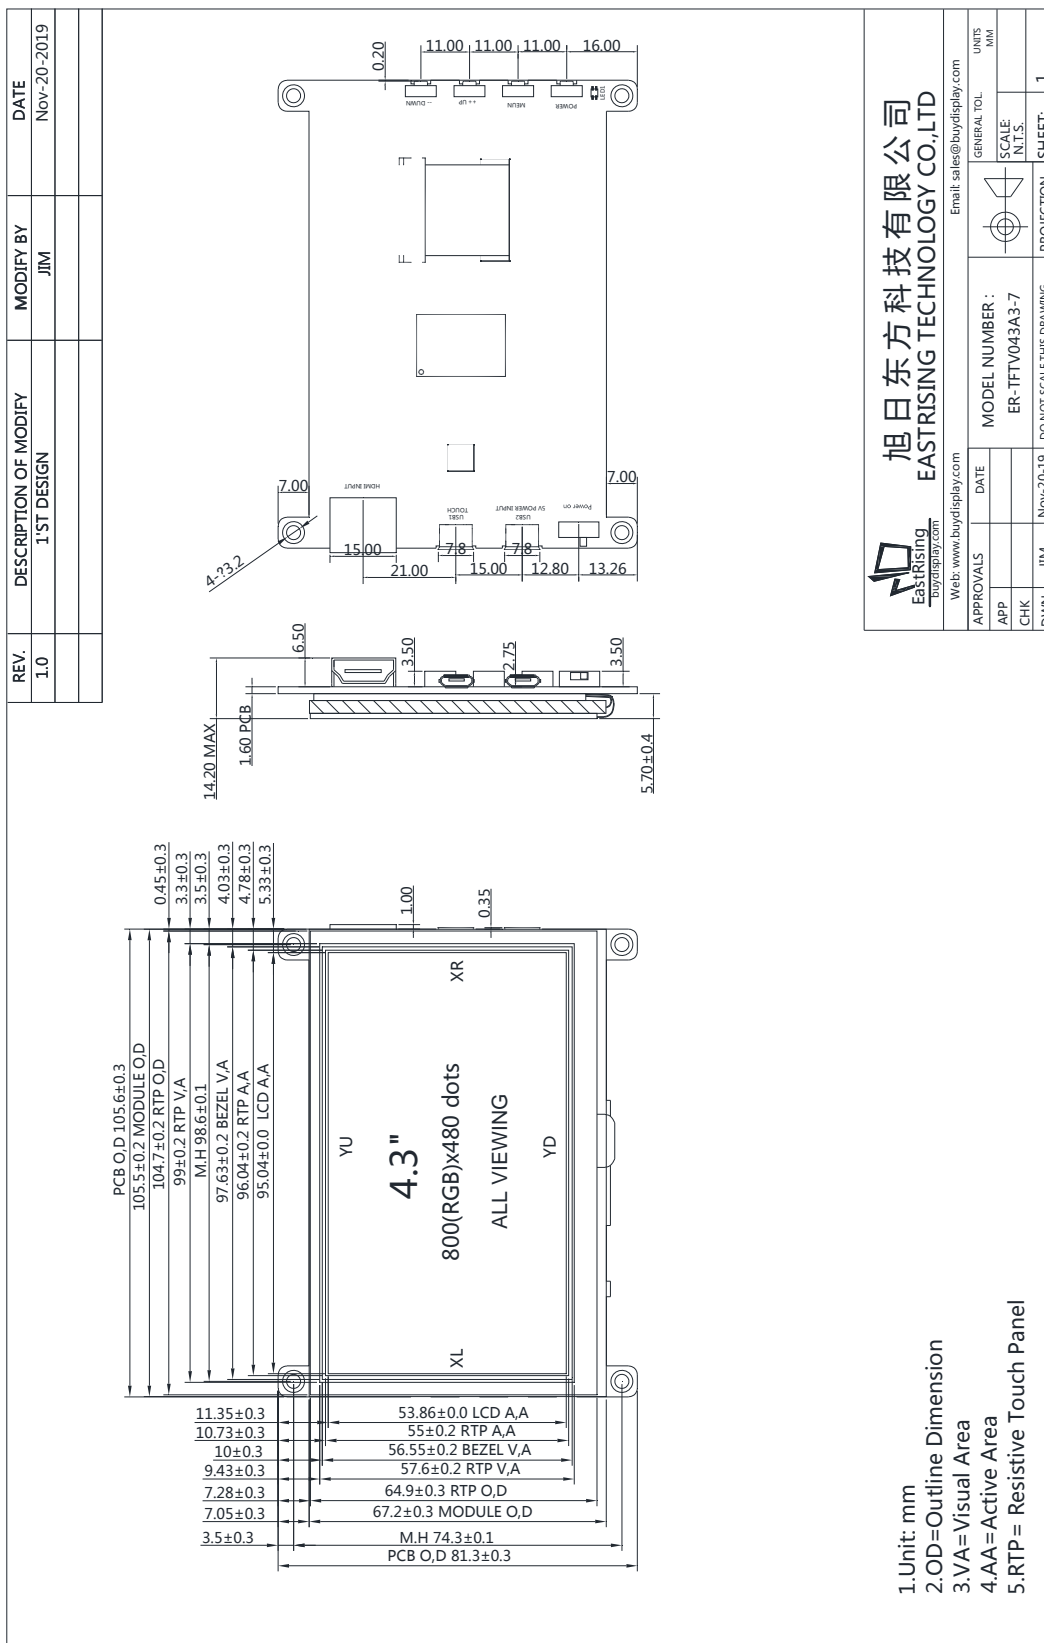 REV.
DESCRIPTION OF MODIFY
MODIFY BY
DATE
1.0
1'ST DESIGN
JIM
Nov-20-2019
0.20
11.00
11.00
11.00
16.00
-- DOWN
++ UP
MEUN
POWER
LED1
7.00
7.00
HDMI INPUT
USB1
TOUCH
USB2
5V POWER INPUT
Power on
4-?3.2
15.00
7.8
7.8
21.00
15.00
12.80
13.26
6.50
3.50
2.75
3.50
14.20 MAX
1.60 PCB
5.70±0.4
0.45±0.3
3.3±0.3
3.5±0.3
4.03±0.3
4.78±0.3
5.33±0.3
1.00
0.35
PCB O,D 105.6±0.3
105.5±0.2 MODULE O,D
104.7±0.2 RTP O,D
99±0.2 RTP V,A
M.H 98.6±0.1
97.63±0.2 BEZEL V,A
96.04±0.2 RTP A,A
95.04±0.0 LCD A,A
XR
YU
4.3"
800(RGB)x480 dots
ALL VIEWING
YD
XL
11.35±0.3
53.86±0.0 LCD A,A
10.73±0.3
55±0.2 RTP A,A
10±0.3
56.55±0.2 BEZEL V,A
9.43±0.3
57.6±0.2 RTP V,A
7.28±0.3
64.9±0.3 RTP O,D
7.05±0.3
67.2±0.3 MODULE O,D
3.5±0.3
M.H 74.3±0.1
PCB O,D 81.3±0.3
1.Unit: mm
2.OD=Outline Dimension
3.VA=Visual Area
4.AA=Active Area
5.RTP= Resistive Touch Panel
EastRising
buydisplay.com
旭日东方科技有限公司
EASTRISING TECHNOLOGY CO.,LTD
Web: www.buydisplay.com
Email: sales@buydisplay.com
APPROVALS
DATE
MODEL NUMBER :
ER-TFTV043A3-7
GENERAL TOL.
UNITS
MM
APP
CHK
SCALE:
N.T.S.
DWN
JIM
Nov-20-19
DO NOT SCALE THIS DRAWING
PROJECTION
SHEET:
1